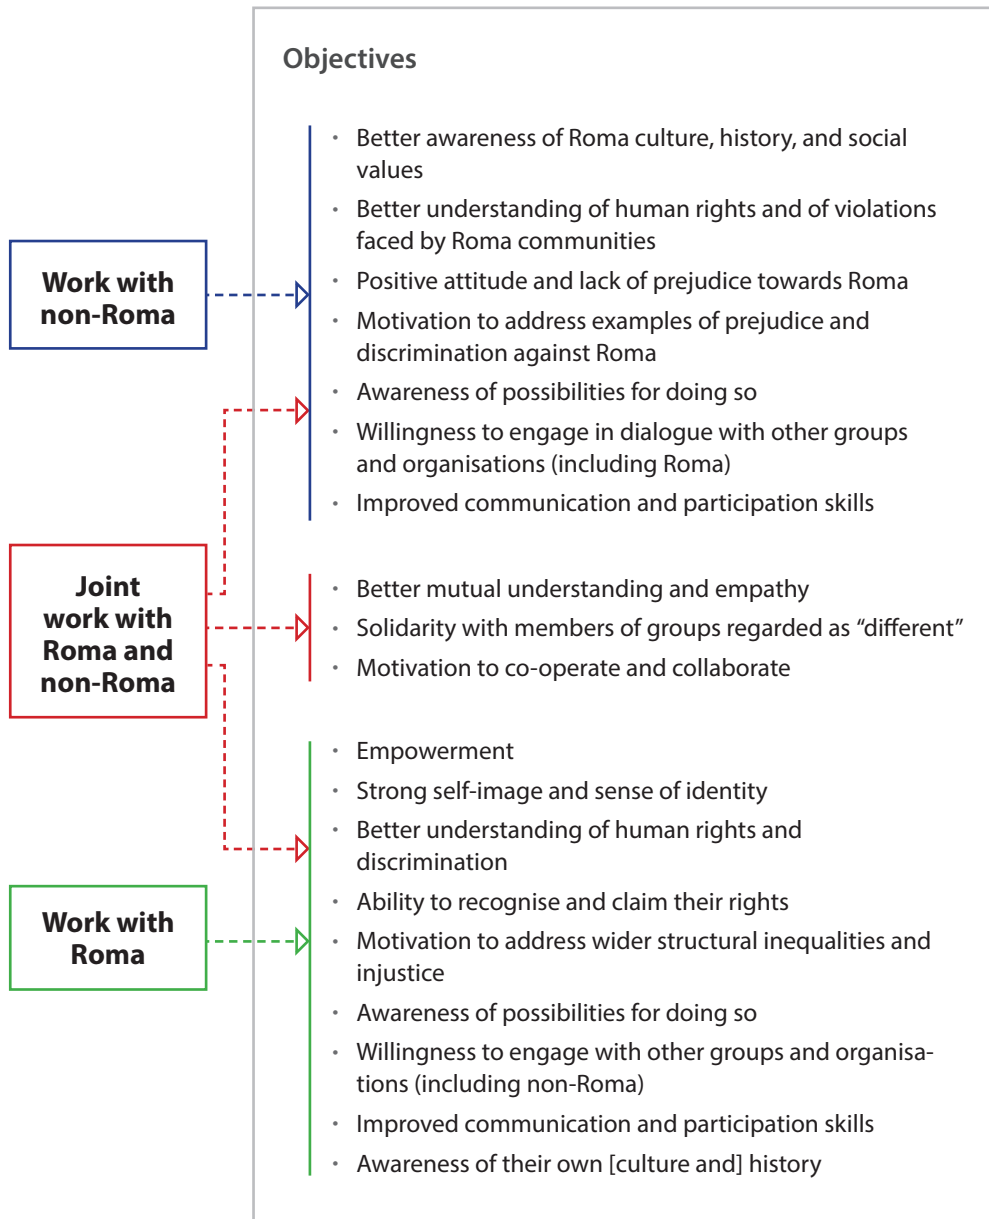 Objectives
Work with
non-Roma
• Better awareness of Roma culture, history, and social
values
• Better understanding of human rights and of violations
faced by Roma communities
• Positive attitude and lack of prejudice towards Roma
• Motivation to address examples of prejudice and
discrimination against Roma
• Awareness of possibilities for doing so
• Willingness to engage in dialogue with other groups
and organisations (including Roma)
• Improved communication and participation skills
Joint
work with
Roma and
non-Roma
• Better mutual understanding and empathy
• Solidarity with members of groups regarded as “different”
• Motivation to co-operate and collaborate
Work with
Roma
• Empowerment
• Strong self-image and sense of identity
• Better understanding of human rights and
discrimination
• Ability to recognise and claim their rights
• Motivation to address wider structural inequalities and
injustice
• Awareness of possibilities for doing so
• Willingness to engage with other groups and organisa-
tions (including non-Roma)
• Improved communication and participation skills
• Awareness of their own [culture and] history